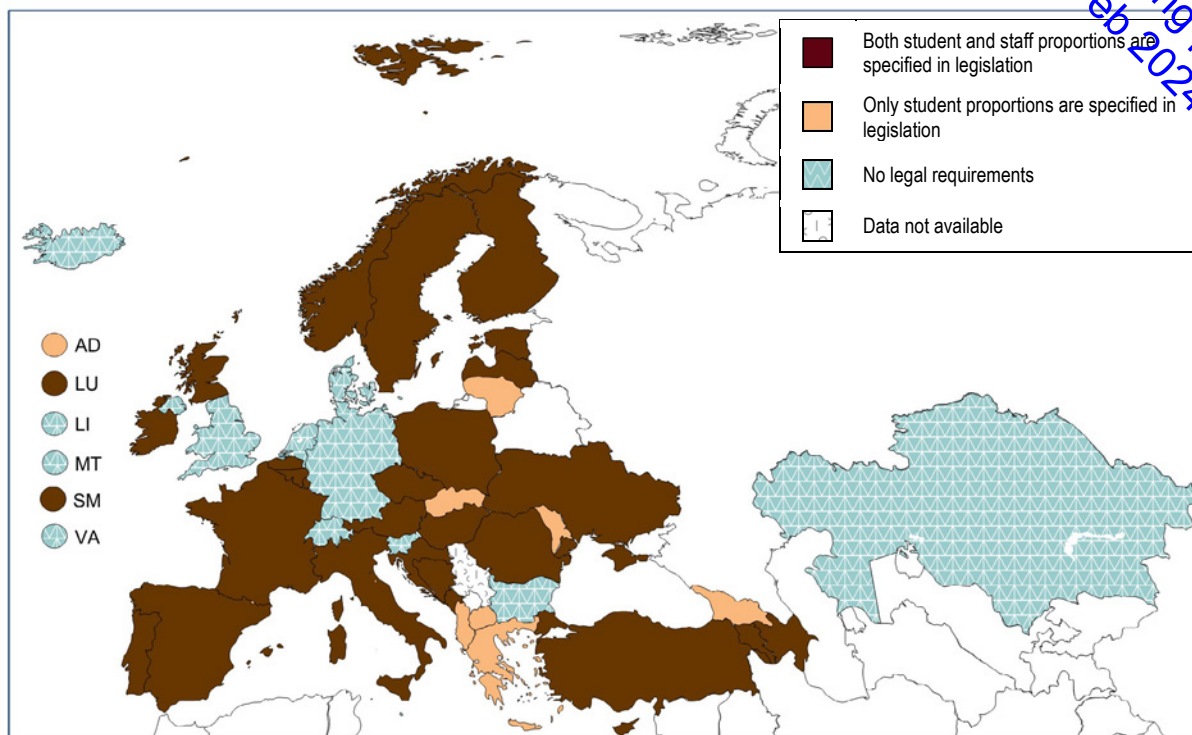 Both student and staff proportions are
specified in legislation
Only student proportions are specified in
legislation
No legal requirements
Data not available
AD
LU
LI
MT
SM
VA